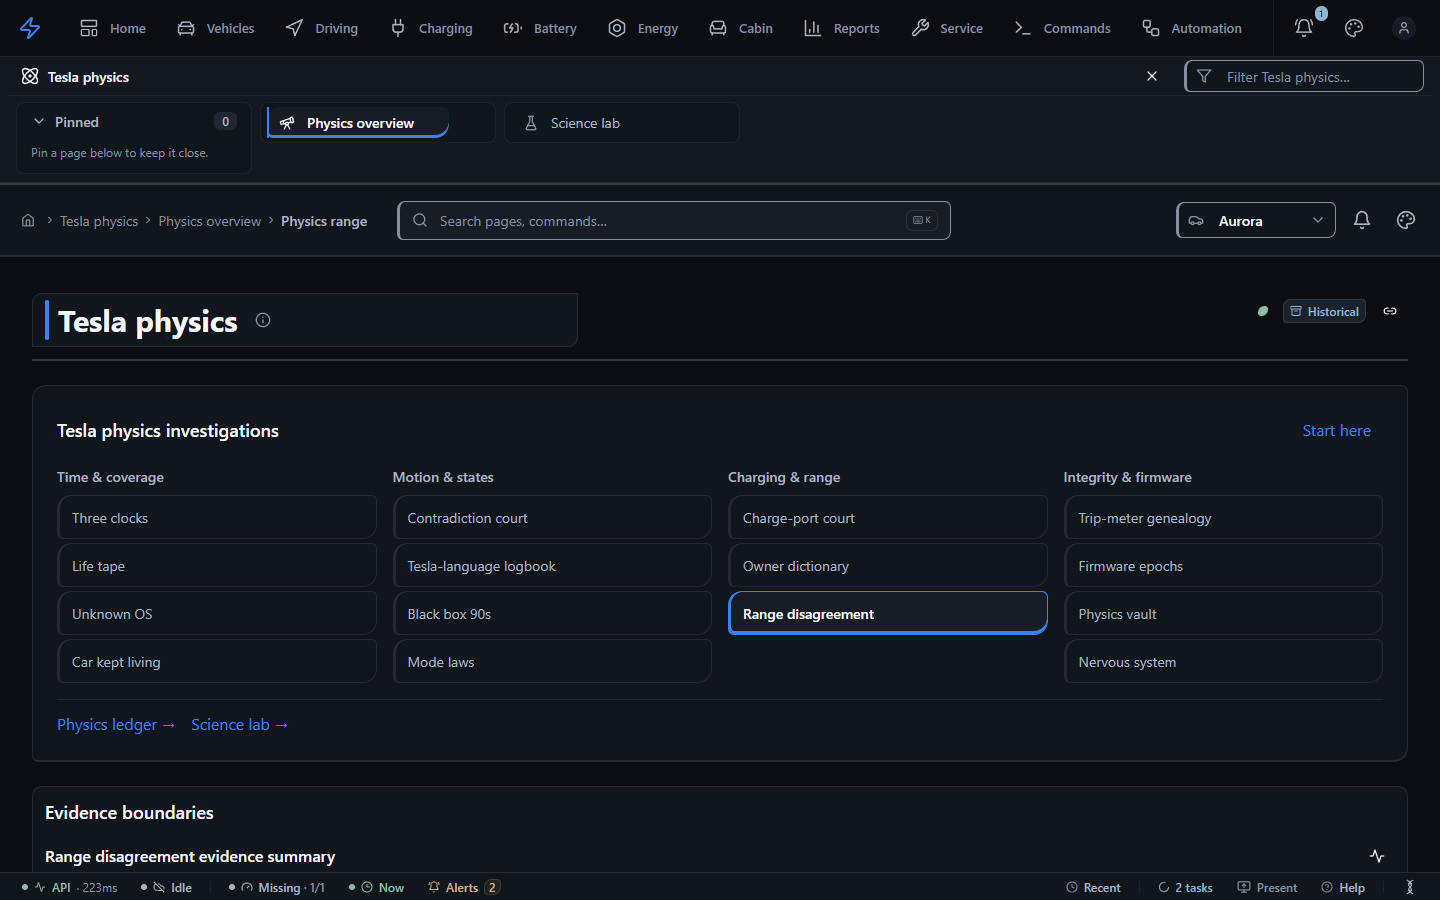 Home
Vehicles
Driving
Charging
Battery
Energy
Cabin
Reports
Service
Commands
Automation
1
Tesla physics
Filter Tesla physics...
Pinned
0
Pin a page below to keep it close.
Physics overview
Science lab
Tesla physics
Physics overview
Physics range
Search pages, commands...
K
Aurora
Tesla physics
Historical
Tesla physics investigations
Start here
Time & coverage
Three clocks
Life tape
Unknown OS
Car kept living
Motion & states
Contradiction court
Tesla-language logbook
Black box 90s
Mode laws
Charging & range
Charge-port court
Owner dictionary
Range disagreement
Integrity & firmware
Trip-meter genealogy
Firmware epochs
Physics vault
Nervous system
Physics ledger →
Science lab →
Evidence boundaries
Range disagreement evidence summary
API · 223ms
Idle
Missing · 1/1
Now
Alerts 2
Recent
2 tasks
Present
Help